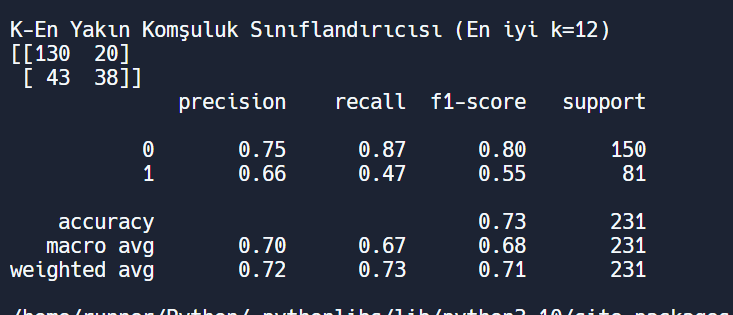 K-En Yakın Komşuluk Sınıflandırıcısı (En iyi k=12)
[[130  20]
 [ 43  38]]
              precision    recall  f1-score   support

           0       0.75      0.87      0.80       150
           1       0.66      0.47      0.55        81

    accuracy                           0.73       231
   macro avg       0.70      0.67      0.68       231
weighted avg       0.72      0.73      0.71       231